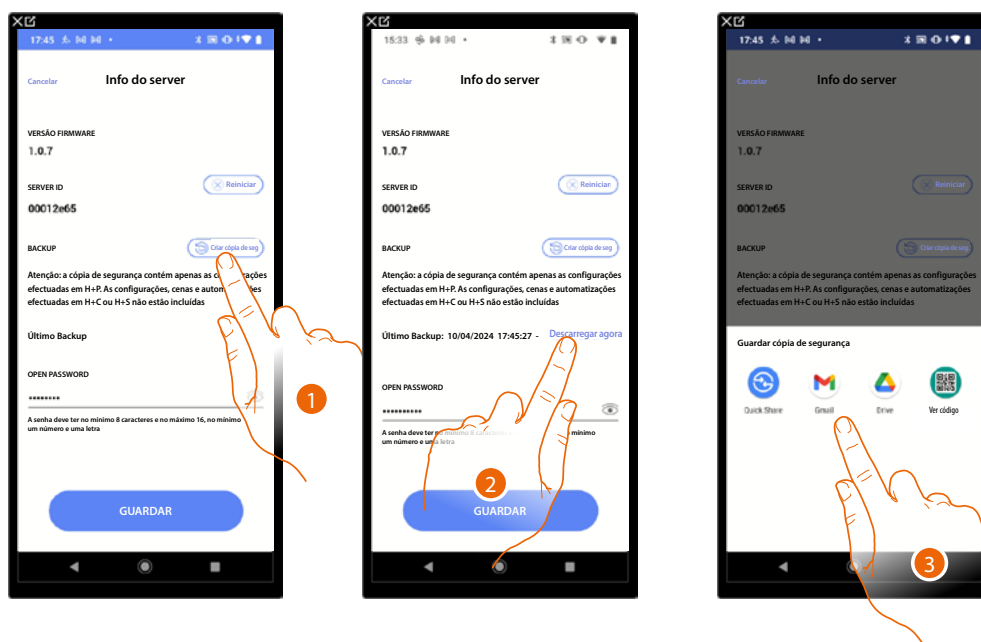 17:45
Cancelar
Info do server
VERSÃO FIRMWARE
1.0.7
SERVER ID
Reiniciar
00012e65
BACKUP
Criar cópia de seg
Atenção: a cópia de segurança contém apenas as configurações
efectuadas em H+P. As configurações, cenas e automatizações
efectuadas em H+C ou H+S não estão incluídas
Último Backup
OPEN PASSWORD
•••••••••
A senha deve ter no mínimo 8 caracteres e no máximo 16, no mínimo
um número e uma letra
GUARDAR
1
15:33
Cancelar
Info do server
VERSÃO FIRMWARE
1.0.7
SERVER ID
Reiniciar
00012e65
BACKUP
Criar cópia de seg
Atenção: a cópia de segurança contém apenas as configurações
efectuadas em H+P. As configurações, cenas e automatizações
efectuadas em H+C ou H+S não estão incluídas
Último Backup: 10/04/2024 17:45:27 - Descarregar agora
OPEN PASSWORD
••••••••••
A senha deve ter no mínimo 8 caracteres mínimo
um número e uma letra
2
GUARDAR
17:45
Cancelar
Info do server
VERSÃO FIRMWARE
1.0.7
SERVER ID
Reiniciar
00012e65
BACKUP
Criar cópia de seg
Atenção: a cópia de segurança contém apenas as configurações
efectuadas em H+P. As configurações, cenas e automatizações
efectuadas em H+C ou H+S não estão incluídas
Guardar cópia de segurança
Quick Share
Gmail
Drive
Ver código
3